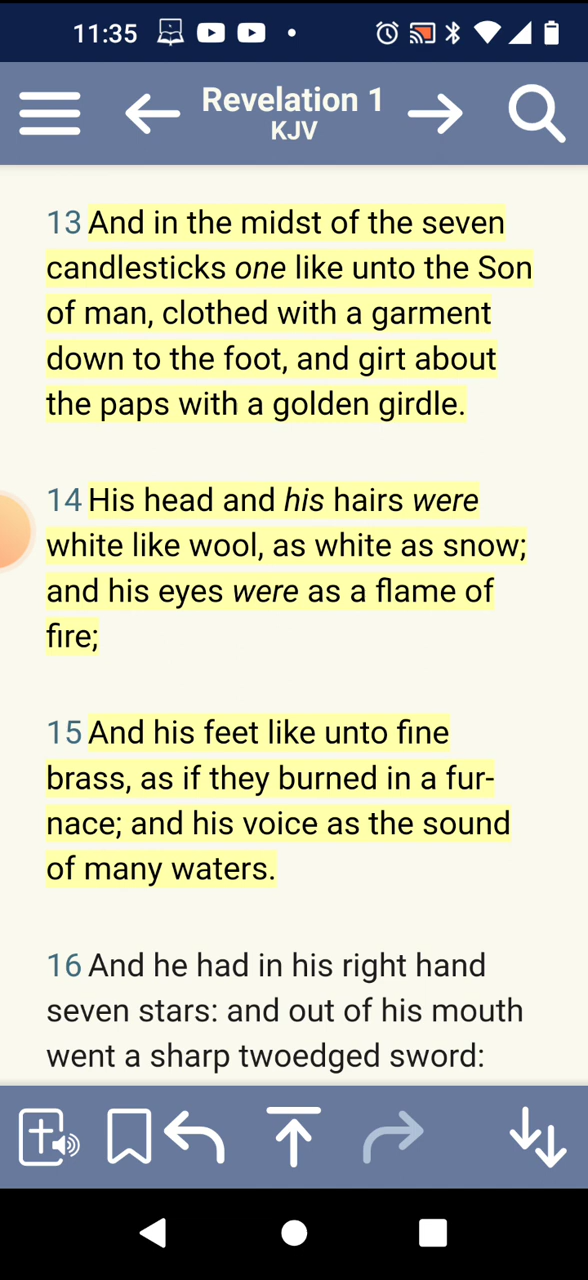 11:35
Revelation 1
KJV
13 And in the midst of the seven
candlesticks one like unto the Son
of man, clothed with a garment
down to the foot, and girt about
the paps with a golden girdle.
14 His head and his hairs were
white like wool, as white as snow;
and his eyes were as a flame of
fire;
15 And his feet like unto fine
brass, as if they burned in a fur-
nace; and his voice as the sound
of many waters.
16 And he had in his right hand
seven stars: and out of his mouth
went a sharp twoedged sword: